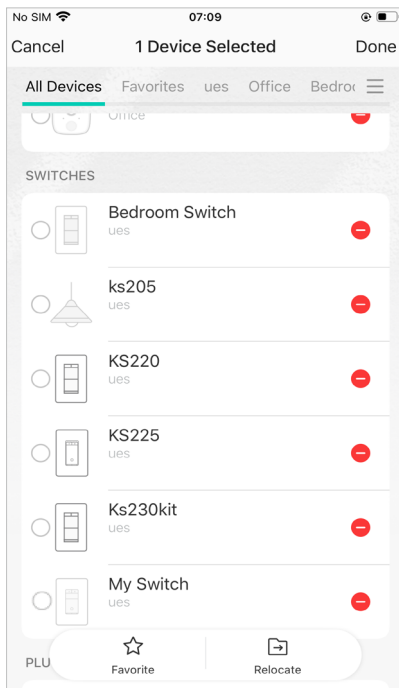 No SIM 07:09
Cancel 1 Device Selected Done
All Devices Favorites ues Office
Office
SWITCHES
Bedroom Switch
ues
ks205
ues
KS220
ues
KS225
ues
Ks230kit
ues
My Switch
ues
PLU
Favorite Relocate